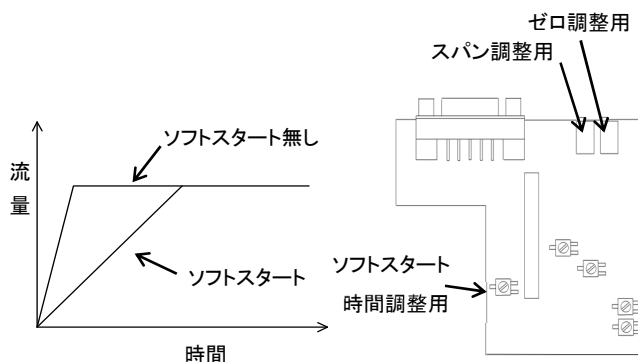 ゼロ調整用
スパン調整用
ソフトスタート無し
流量
ソフトスタート
時間
ソフトスタート
時間調整用